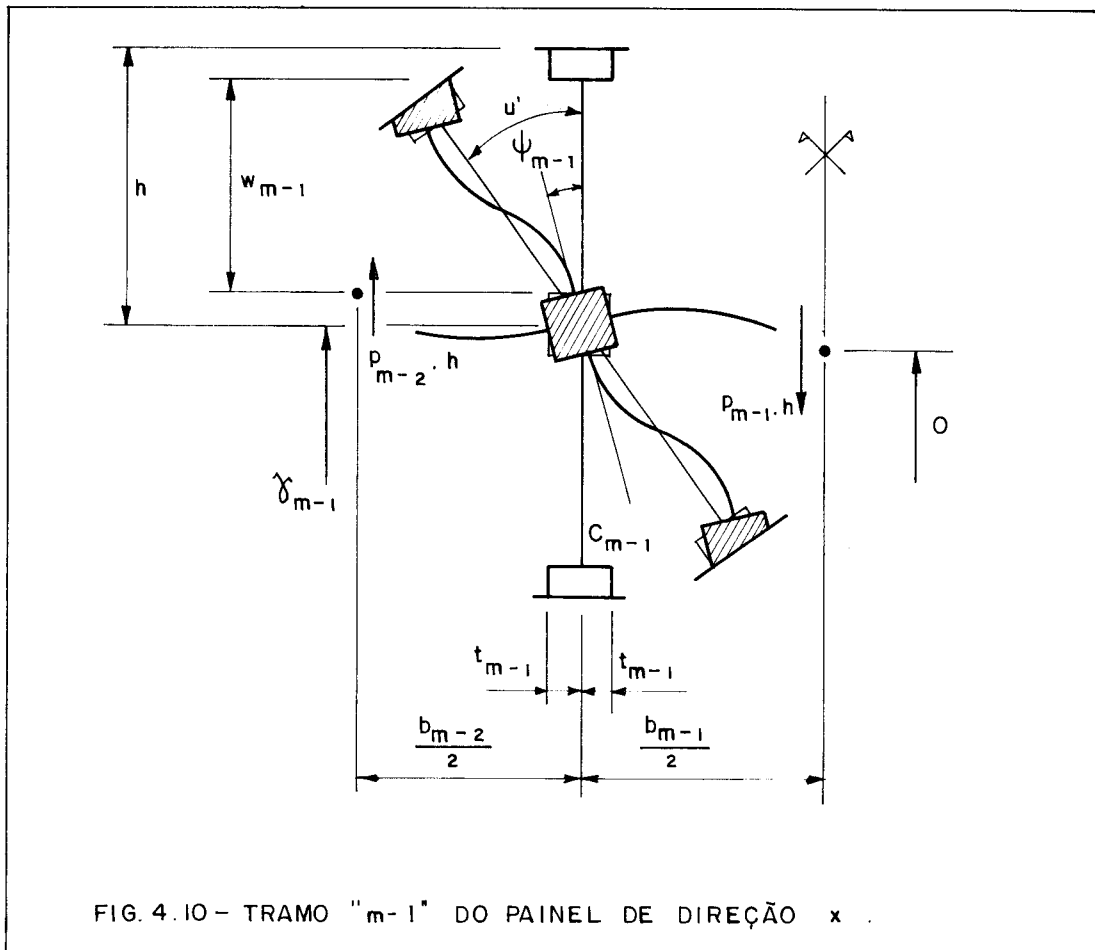 h
w m-1
u'
ψ m-1
p m-2 . h
p m-1 . h
O
γ m-1
C m-1
t m-1
t m-1
b m-2
2
b m-1
2
FIG. 4.10 - TRAMO "m-1" DO PAINEL DE DIREÇÃO x .